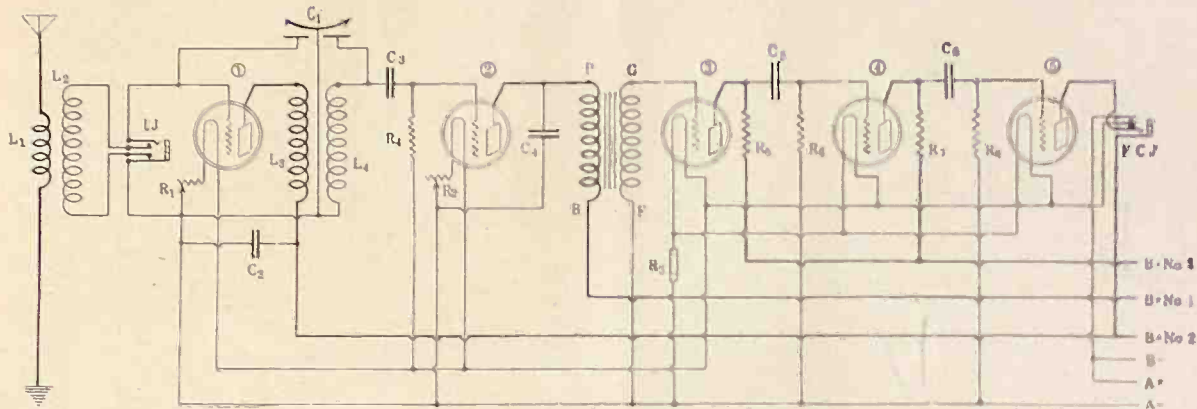 C₁
L₂
①
C₃
②
P
G
③
C₅
④
C₆
⑤
L₁
LJ
R₁
L₃
L₄
R₄
R₂
C₄
R₅
R₆
R₇
R₈
F C J
B
F
C₂
R₃
B+No 3
B+No 1
B+No 2
B-
A+
A-